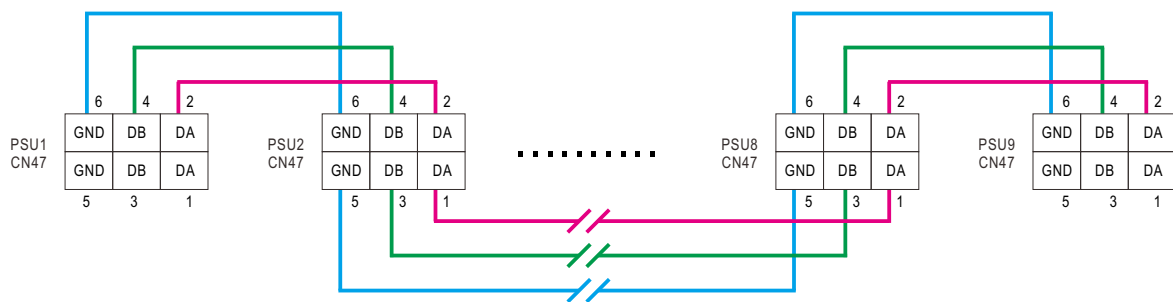 6 4 2 6 4 2 6 4 2 6 4 2
PSU1 GND DB DA PSU2 GND DB DA PSU8 GND DB DA PSU9 GND DB DA
CN47 GND DB DA CN47 GND DB DA CN47 GND DB DA CN47 GND DB DA
5 3 1 5 3 1 5 3 1 5 3 1